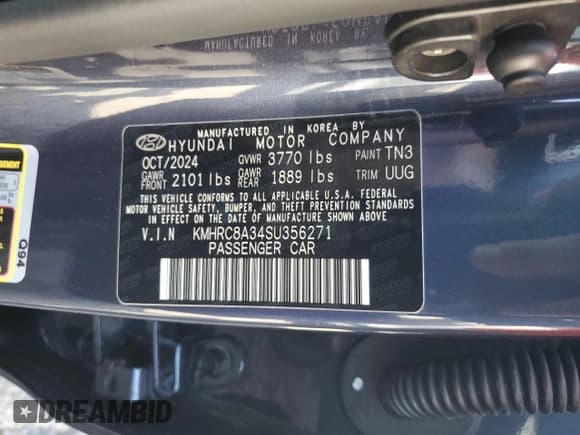 MANUFACTURED IN KOREA BY
HYUNDAI MOTOR COMPANY
OCT/2024 GVWR 3770 lbs PAINT TN3
GAWR FRONT 2101 lbs GAWR REAR 1889 lbs TRIM UUG
THIS VEHICLE CONFORMS TO ALL APPLICABLE U.S.A. FEDERAL
MOTOR VEHICLE SAFETY, BUMPER, AND THEFT PREVENTION
STANDARDS IN EFFECT ON THE DATE OF MANUFACTURE SHOWN ABOVE.
V.I.N KMHRC8A34SU356271
PASSENGER CAR
Q94
DREAMBID